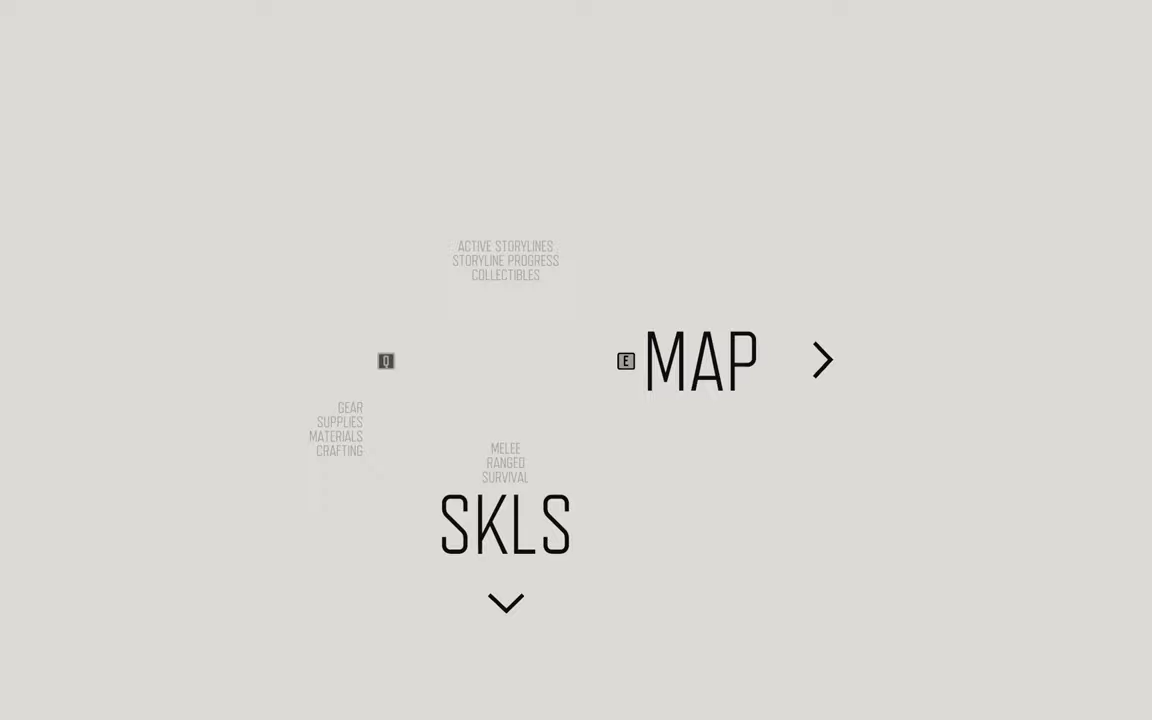 ACTIVE STORYLINES
STORYLINE PROGRESS
COLLECTIBLES
Q
E
MAP
GEAR
SUPPLIES
MATERIALS
CRAFTING
MELEE
RANGED
SURVIVAL
SKLS